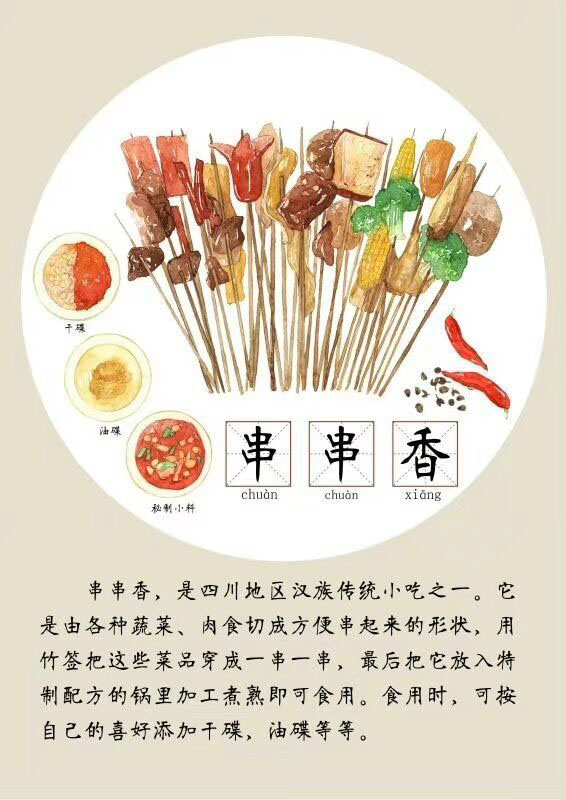 干碟
油碟
秘制小料
串串香
chuàn chuàn xiāng
串串香，是四川地区汉族传统小吃之一。它
是由各种蔬菜、肉食切成方便串起来的形状，用
竹签把这些菜品穿成一串一串，最后把它放入特
制配方的锅里加工煮熟即可食用。食用时，可按
自己的喜好添加干碟，油碟等等。